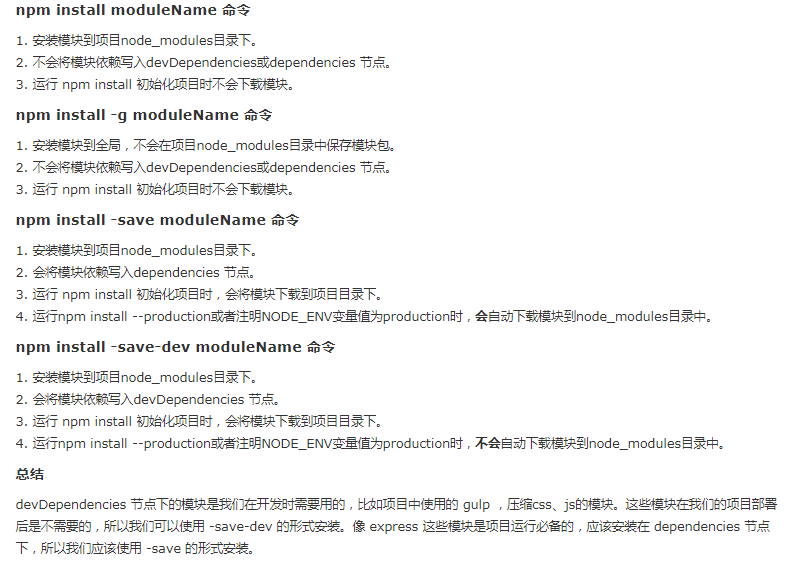 npm install moduleName 命令
1. 安装模块到项目node_modules目录下。
2. 不会将模块依赖写入devDependencies或dependencies 节点。
3. 运行 npm install 初始化项目时不会下载模块。
npm install -g moduleName 命令
1. 安装模块到全局，不会在项目node_modules目录中保存模块包。
2. 不会将模块依赖写入devDependencies或dependencies 节点。
3. 运行 npm install 初始化项目时不会下载模块。
npm install -save moduleName 命令
1. 安装模块到项目node_modules目录下。
2. 会将模块依赖写入dependencies 节点。
3. 运行 npm install 初始化项目时，会将模块下载到项目目录下。
4. 运行npm install --production或者注明NODE_ENV变量值为production时，会自动下载模块到node_modules目录中。
npm install -save-dev moduleName 命令
1. 安装模块到项目node_modules目录下。
2. 会将模块依赖写入devDependencies 节点。
3. 运行 npm install 初始化项目时，会将模块下载到项目目录下。
4. 运行npm install --production或者注明NODE_ENV变量值为production时，不会自动下载模块到node_modules目录中。
总结
devDependencies 节点下的模块是我们在开发时需要用的，比如项目中使用的 gulp ，压缩css、js的模块。这些模块在我们的项目部署
后是不需要的，所以我们可以使用 -save-dev 的形式安装。像 express 这些模块是项目运行必备的，应该安装在 dependencies 节点
下，所以我们应该使用 -save 的形式安装。